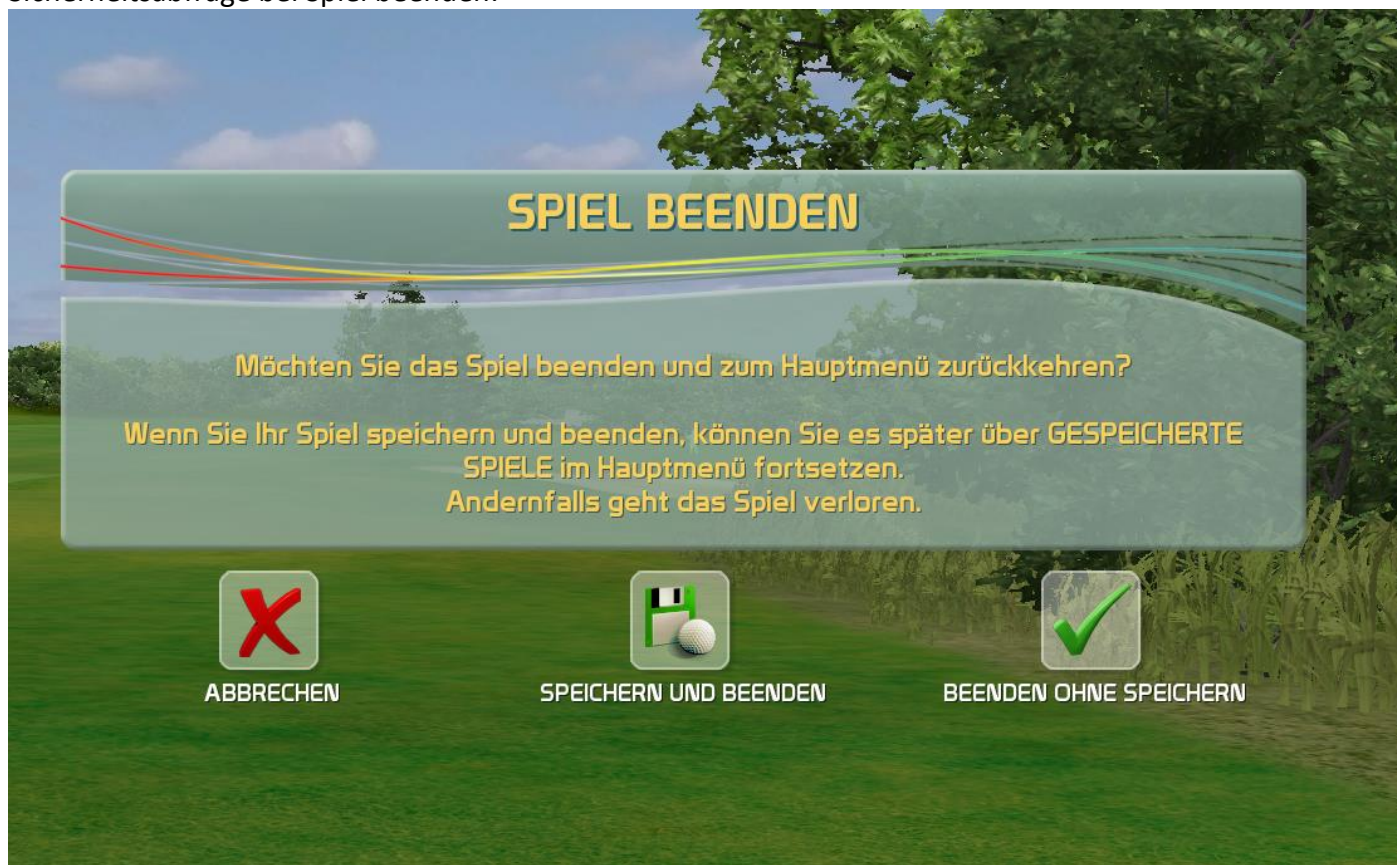 SPIEL BEENDEN
Möchten Sie das Spiel beenden und zum Hauptmenü zurückkehren?
Wenn Sie Ihr Spiel speichern und beenden, können Sie es später über GESPEICHERTE
SPIELE im Hauptmenü fortsetzen.
Andernfalls geht das Spiel verloren.
ABBRECHEN
SPEICHERN UND BEENDEN
BEENDEN OHNE SPEICHERN